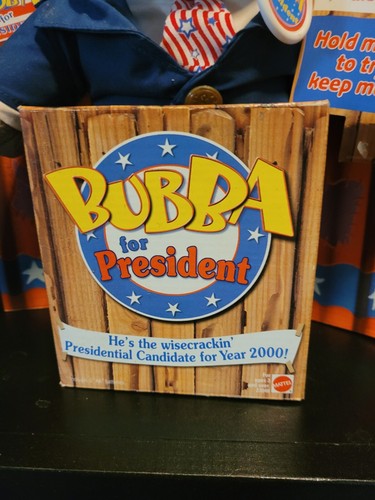 Hold m
to tr
keep m
BUBBA
for
President
He's the wisecrackin'
Presidential Candidate for Year 2000!
MATTEL